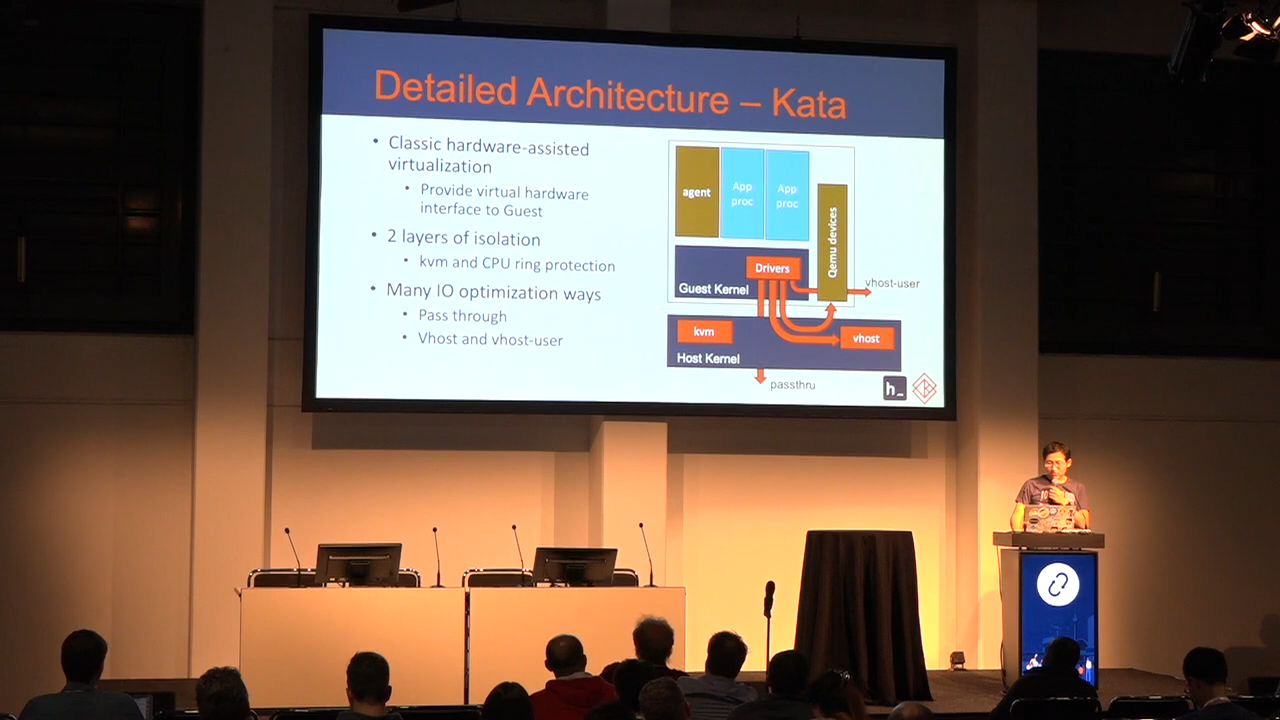 Detailed Architecture – Kata
• Classic hardware-assisted
virtualization
• Provide virtual hardware
interface to Guest
• 2 layers of isolation
• kvm and CPU ring protection
• Many IO optimization ways
• Pass through
• Vhost and vhost-user
agent
App
proc
App
proc
Qemu devices
Drivers
Guest Kernel
vhost-user
kvm
vhost
Host Kernel
passthru
h_